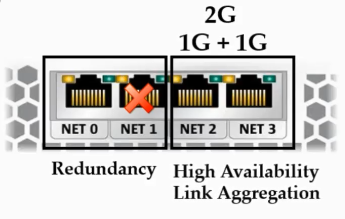 2G
1G + 1G
NET 0 NET 1 NET 2 NET 3
Redundancy
High Availability
Link Aggregation